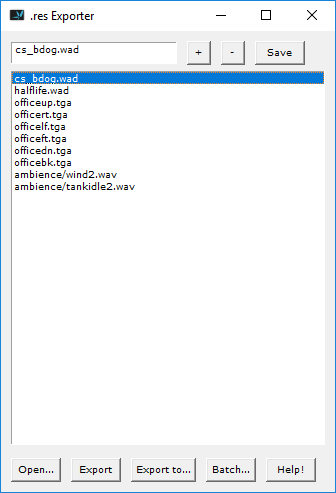 .res Exporter
cs_bdog.wad + - Save
cs_bdog.wad
halflife.wad
officeup.tga
officert.tga
officelf.tga
officeft.tga
officedn.tga
officebk.tga
ambience/wind2.wav
ambience/tankidle2.wav
Open... Export Export to... Batch... Help!